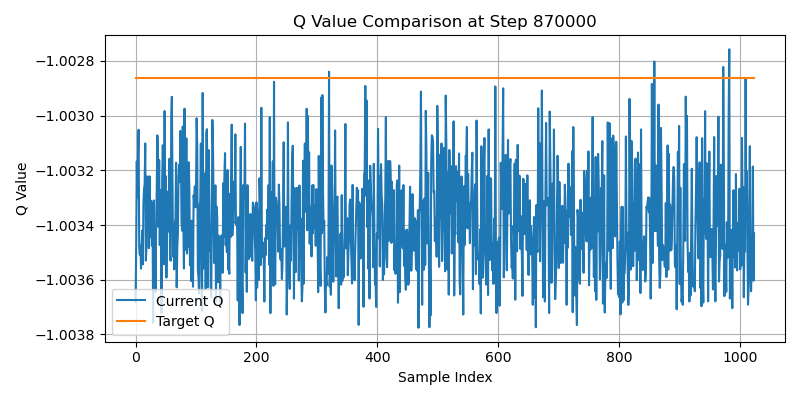 Q Value Comparison at Step 870000
Q Value
−1.0028
−1.0030
−1.0032
−1.0034
−1.0036
−1.0038
Current Q
Target Q
0 200 400 600 800 1000
Sample Index